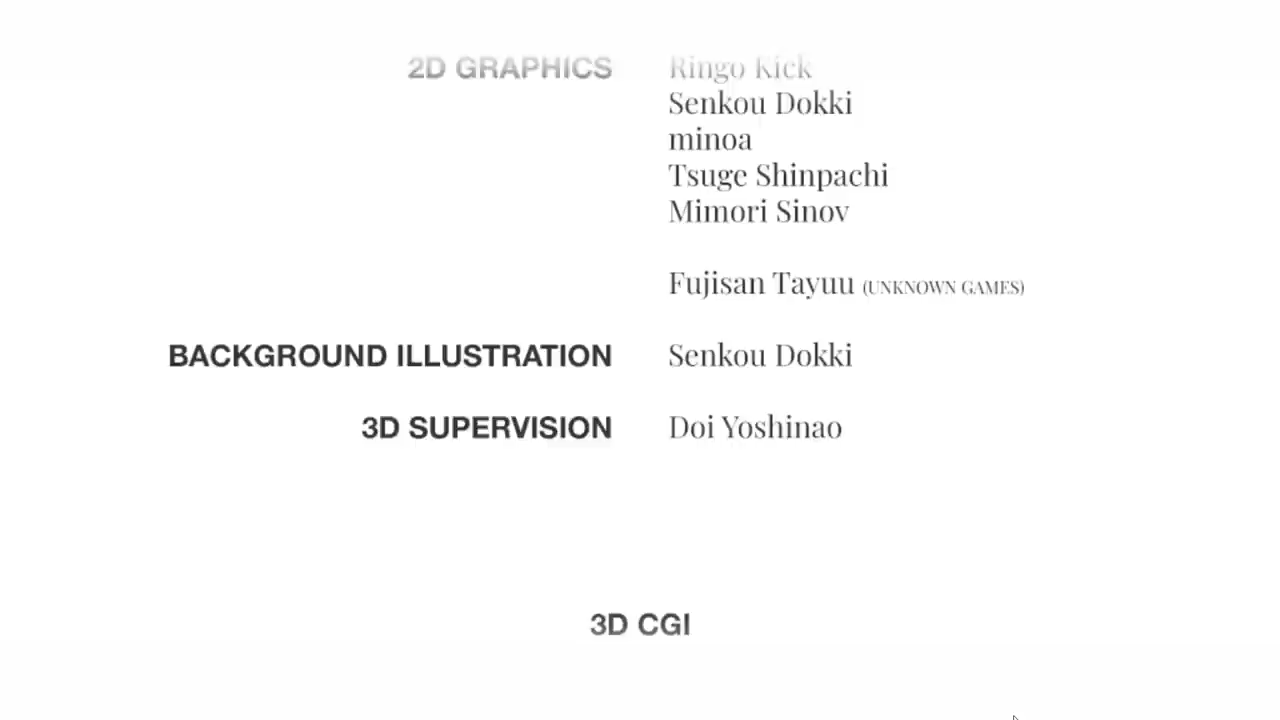 2D GRAPHICS Ringo Kick
Senkou Dokki
minoa
Tsuge Shinpachi
Mimori Sinov
Fujisan Tayuu (UNKNOWN GAMES)
BACKGROUND ILLUSTRATION Senkou Dokki
3D SUPERVISION Doi Yoshinao
3D CGI